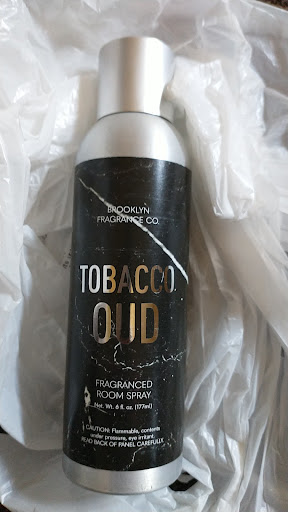 BROOKLYN
FRAGRANCE CO.
TOBACCO
OUD
FRAGRANCED
ROOM SPRAY
Net. Wt. 6 fl. oz. (177ml)
CAUTION: Flammable, contents
under pressure, eye irritant.
READ BACK OF PANEL CAREFULLY.